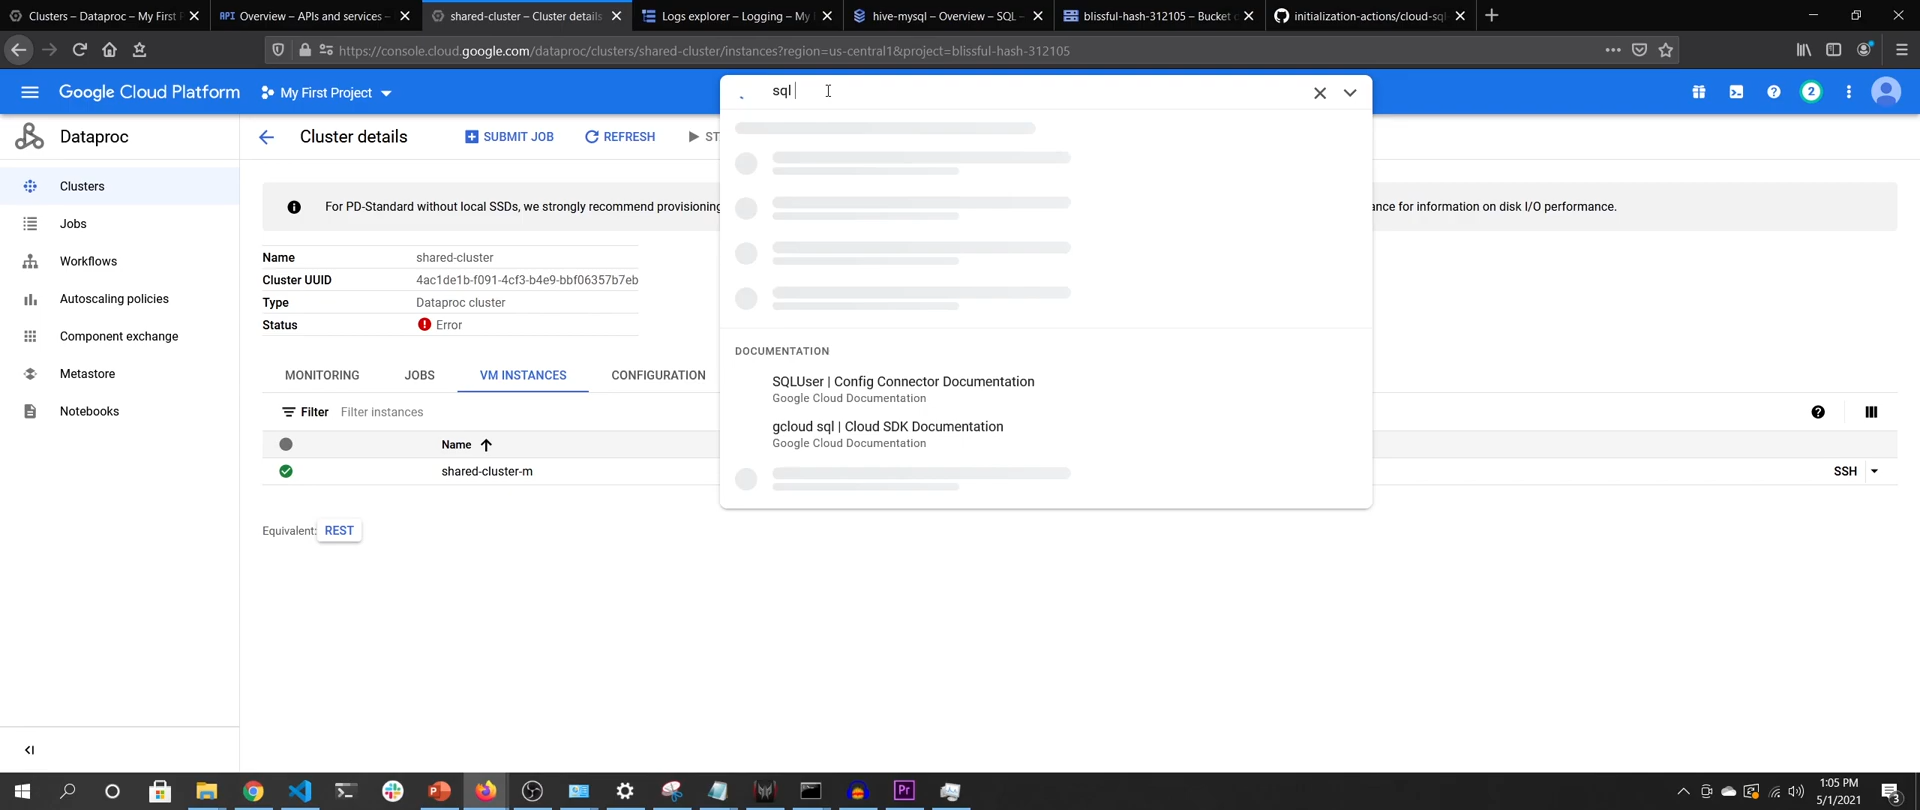 Clusters – Dataproc – My First P
API Overview – APIs and services –
shared-cluster – Cluster details
Logs explorer – Logging – My F
hive-mysql – Overview – SQL –
blissful-hash-312105 – Bucket d
initialization-actions/cloud-sql-
https://console.cloud.google.com/dataproc/clusters/shared-cluster/instances?region=us-central1&project=blissful-hash-312105
Google Cloud Platform
My First Project
sql
2
Dataproc
Cluster details
SUBMIT JOB
REFRESH
ST
Clusters
Jobs
Workflows
Autoscaling policies
Component exchange
Metastore
Notebooks
For PD-Standard without local SSDs, we strongly recommend provisioning
ance for information on disk I/O performance.
Name shared-cluster
Cluster UUID 4ac1de1b-f091-4cf3-b4e9-bbf06357b7eb
Type Dataproc cluster
Status Error
MONITORING JOBS VM INSTANCES CONFIGURATION
Filter Filter instances
Name
shared-cluster-m
SSH
Equivalent: REST
DOCUMENTATION
SQLUser | Config Connector Documentation
Google Cloud Documentation
gcloud sql | Cloud SDK Documentation
Google Cloud Documentation
1:05 PM
5/1/2021
3